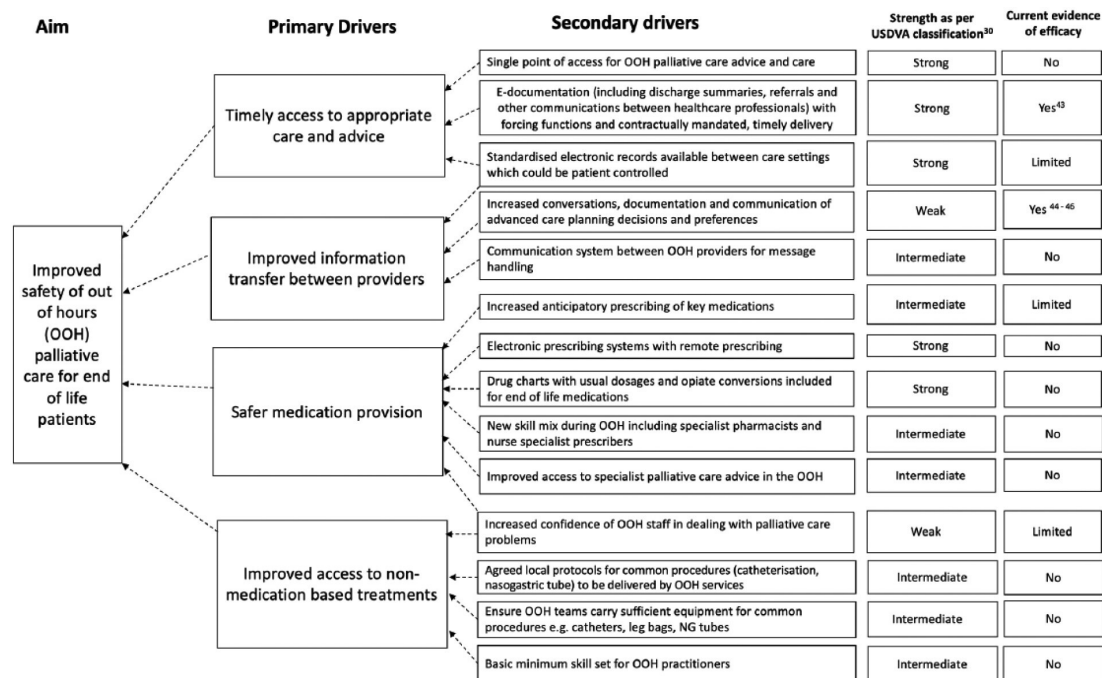 Aim
Primary Drivers
Secondary drivers
Strength as per
USDVA classification30
Current evidence
of efficacy
Improved
safety of out
of hours
(OOH)
palliative
care for end
of life
patients
Timely access to appropriate
care and advice
Improved information
transfer between providers
Safer medication provision
Improved access to non-
medication based treatments
Single point of access for OOH palliative care advice and care
Strong
No
E-documentation (including discharge summaries, referrals and
other communications between healthcare professionals) with
forcing functions and contractually mandated, timely delivery
Strong
Yes43
Standardised electronic records available between care settings
which could be patient controlled
Strong
Limited
Increased conversations, documentation and communication of
advanced care planning decisions and preferences
Weak
Yes 44 - 46
Communication system between OOH providers for message
handling
Intermediate
No
Increased anticipatory prescribing of key medications
Intermediate
Limited
Electronic prescribing systems with remote prescribing
Strong
No
Drug charts with usual dosages and opiate conversions included
for end of life medications
Strong
No
New skill mix during OOH including specialist pharmacists and
nurse specialist prescribers
Intermediate
No
Improved access to specialist palliative care advice in the OOH
Intermediate
No
Increased confidence of OOH staff in dealing with palliative care
problems
Weak
Limited
Agreed local protocols for common procedures (catheterisation,
nasogastric tube) to be delivered by OOH services
Intermediate
No
Ensure OOH teams carry sufficient equipment for common
procedures e.g. catheters, leg bags, NG tubes
Intermediate
No
Basic minimum skill set for OOH practitioners
Intermediate
No